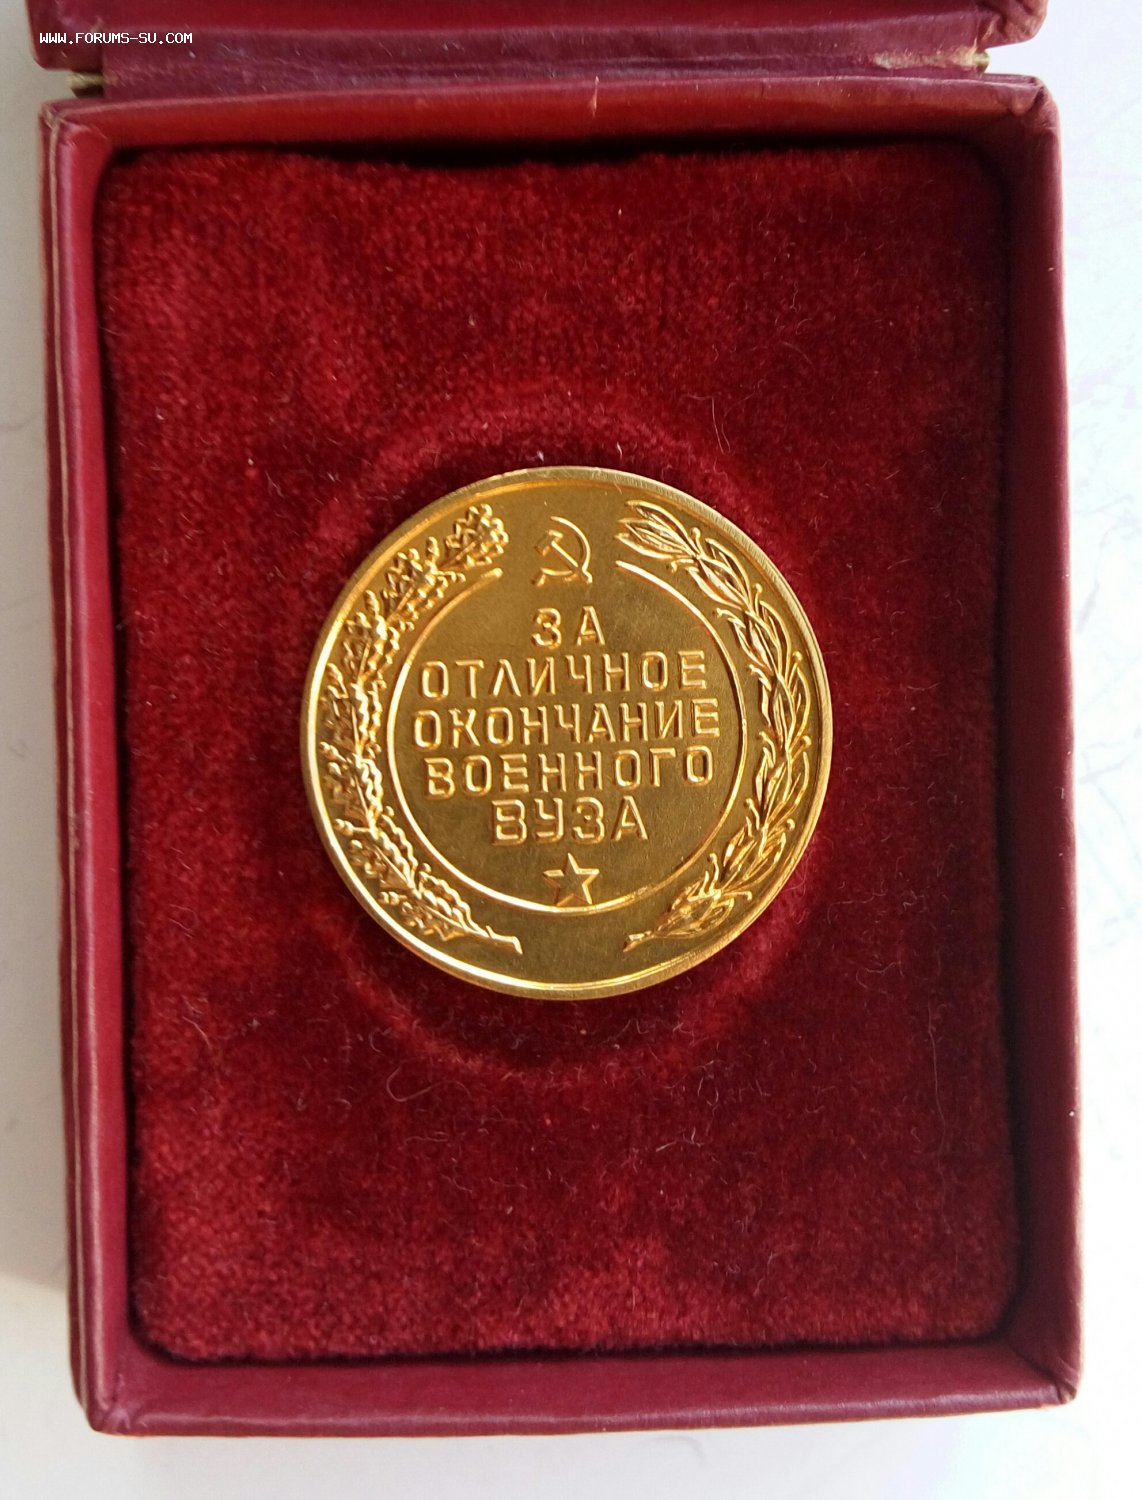 WWW.FORUMS-SU.COM
ЗА
ОТЛИЧНОЕ
ОКОНЧАНИЕ
ВОЕННОГО
ВУЗА